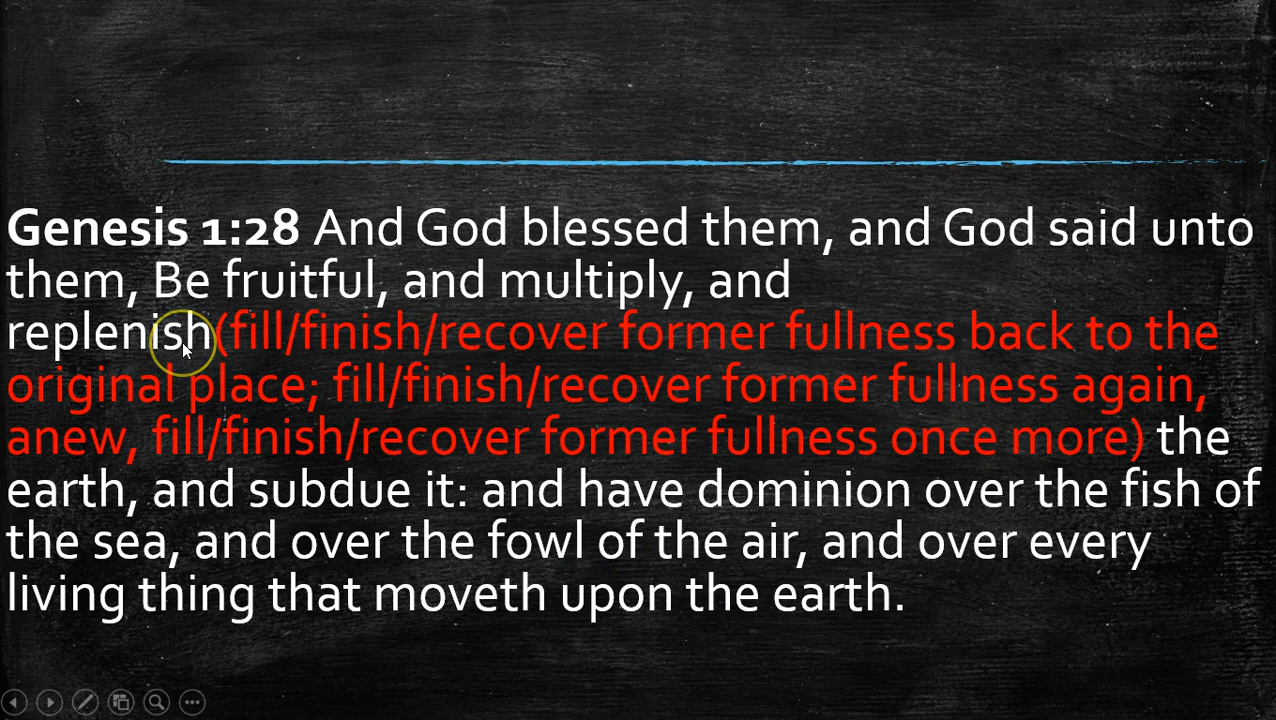 Genesis 1:28 And God blessed them, and God said unto
them, Be fruitful, and multiply, and
replenish(fill/finish/recover former fullness back to the
original place; fill/finish/recover former fullness again,
anew, fill/finish/recover former fullness once more) the
earth, and subdue it: and have dominion over the fish of
the sea, and over the fowl of the air, and over every
living thing that moveth upon the earth.